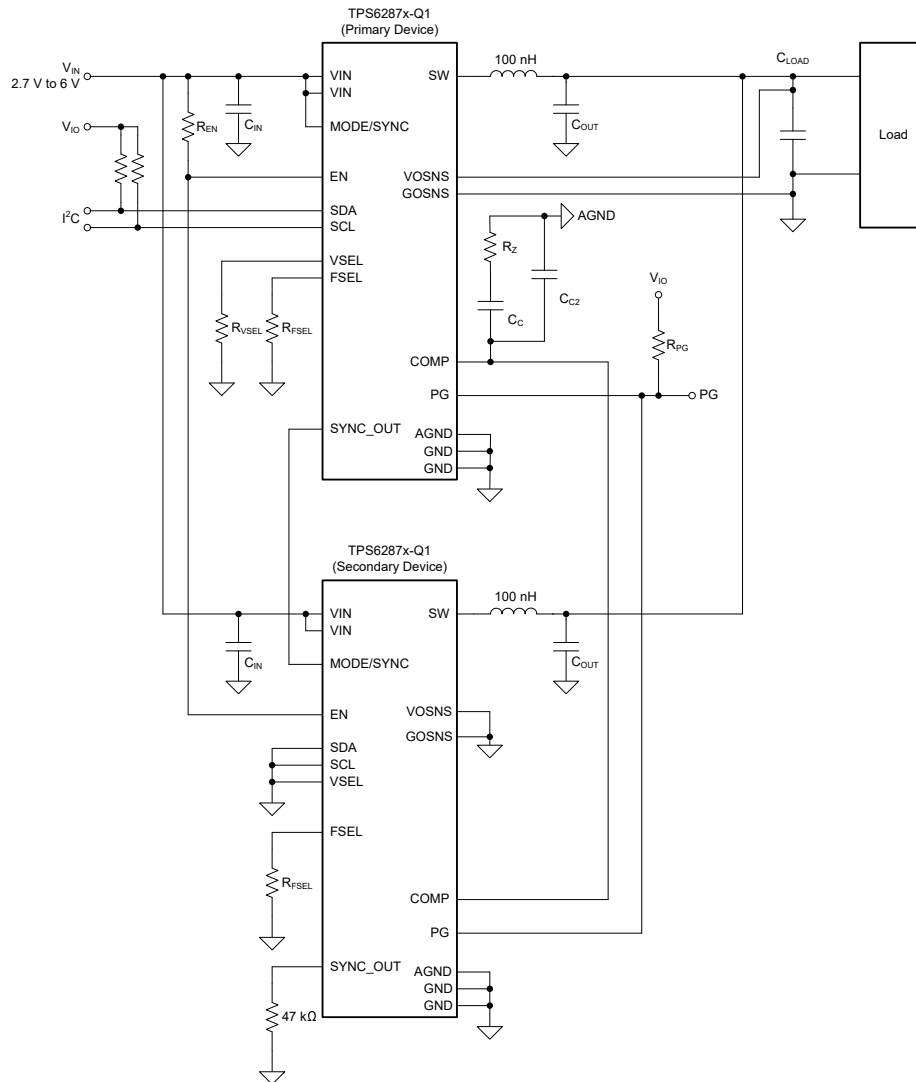 TPS6287x-Q1
(Primary Device)
V_IN
2.7 V to 6 V
V_IO
I²C
R_EN
C_IN
VIN
VIN
MODE/SYNC
EN
SDA
SCL
VSEL
FSEL
R_VSEL
R_FSEL
SYNC_OUT
SW
100 nH
C_OUT
C_LOAD
Load
VOSNS
GOSNS
AGND
R_Z
C_C
C_C2
V_IO
R_PG
COMP
PG
PG
AGND
GND
GND
TPS6287x-Q1
(Secondary Device)
VIN
VIN
C_IN
MODE/SYNC
EN
SDA
SCL
VSEL
FSEL
R_FSEL
SYNC_OUT
47 kΩ
SW
100 nH
C_OUT
VOSNS
GOSNS
COMP
PG
AGND
GND
GND